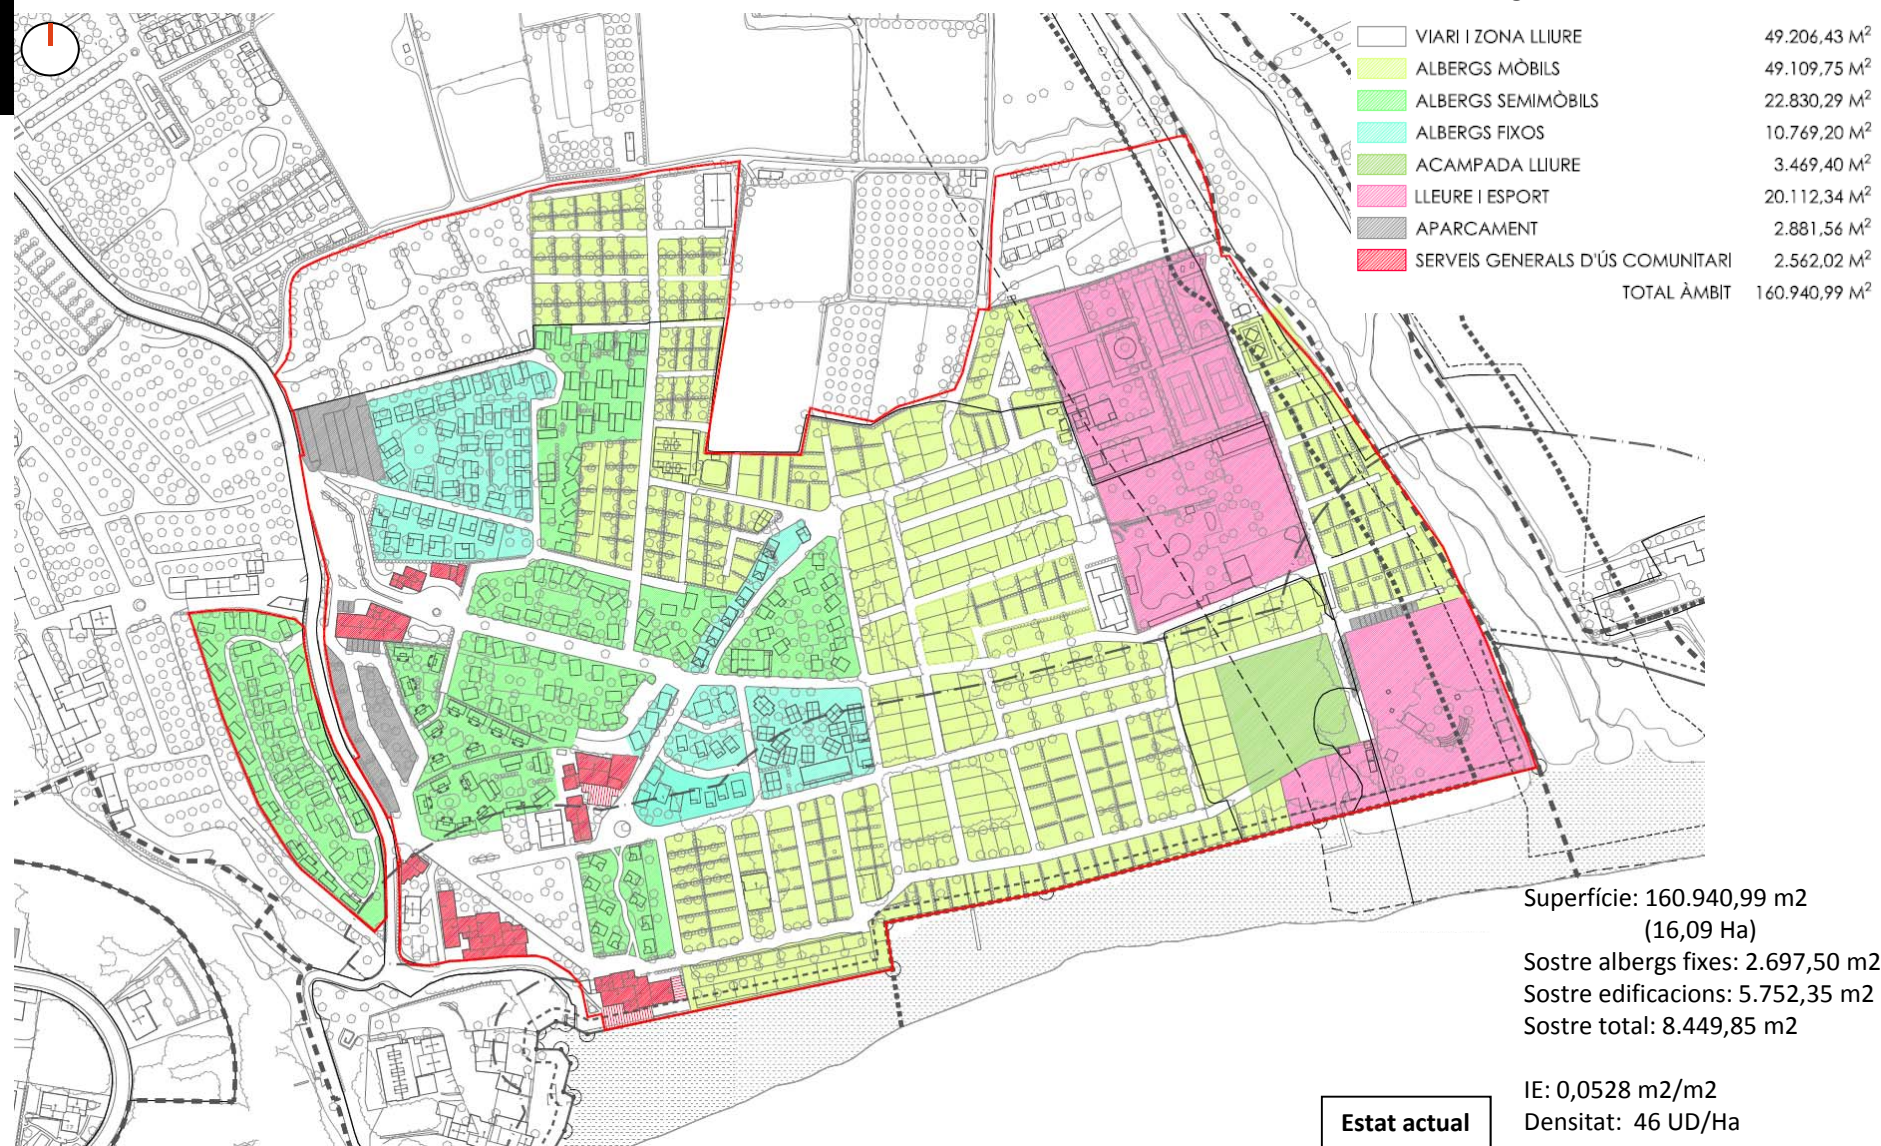 VIARI I ZONA LLIURE 49.206,43 M²
ALBERGS MÒBILS 49.109,75 M²
ALBERGS SEMIMÒBILS 22.830,29 M²
ALBERGS FIXOS 10.769,20 M²
ACAMPADA LLIURE 3.469,40 M²
LLEURE I ESPORT 20.112,34 M²
APARCAMENT 2.881,56 M²
SERVEIS GENERALS D'ÚS COMUNITARI 2.562,02 M²
TOTAL ÀMBIT 160.940,99 M²
Superfície: 160.940,99 m2
(16,09 Ha)
Sostre albergs fixes: 2.697,50 m2
Sostre edificacions: 5.752,35 m2
Sostre total: 8.449,85 m2
IE: 0,0528 m2/m2
Densitat: 46 UD/Ha
Estat actual